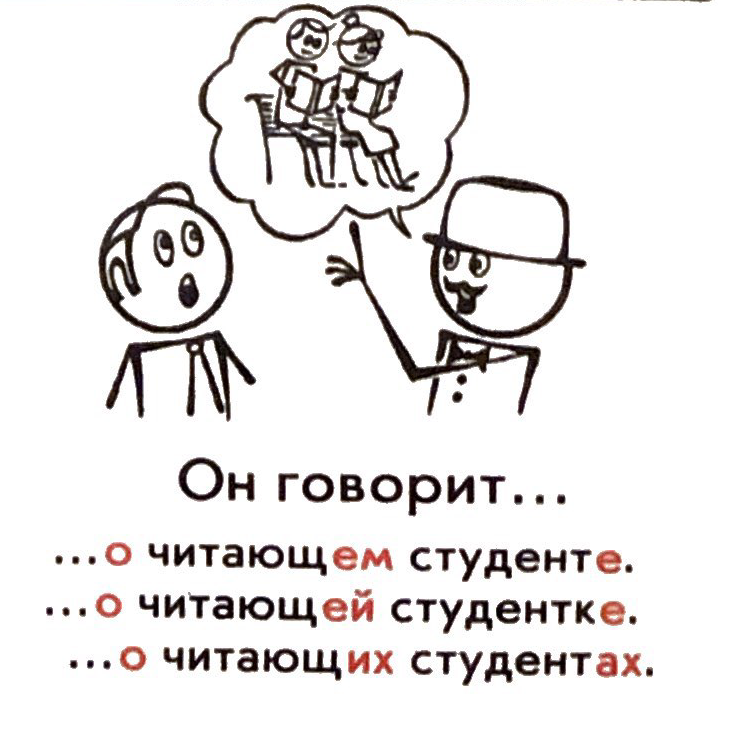 Он говорит...
...о читающем студенте.
...о читающей студентке.
...о читающих студентах.